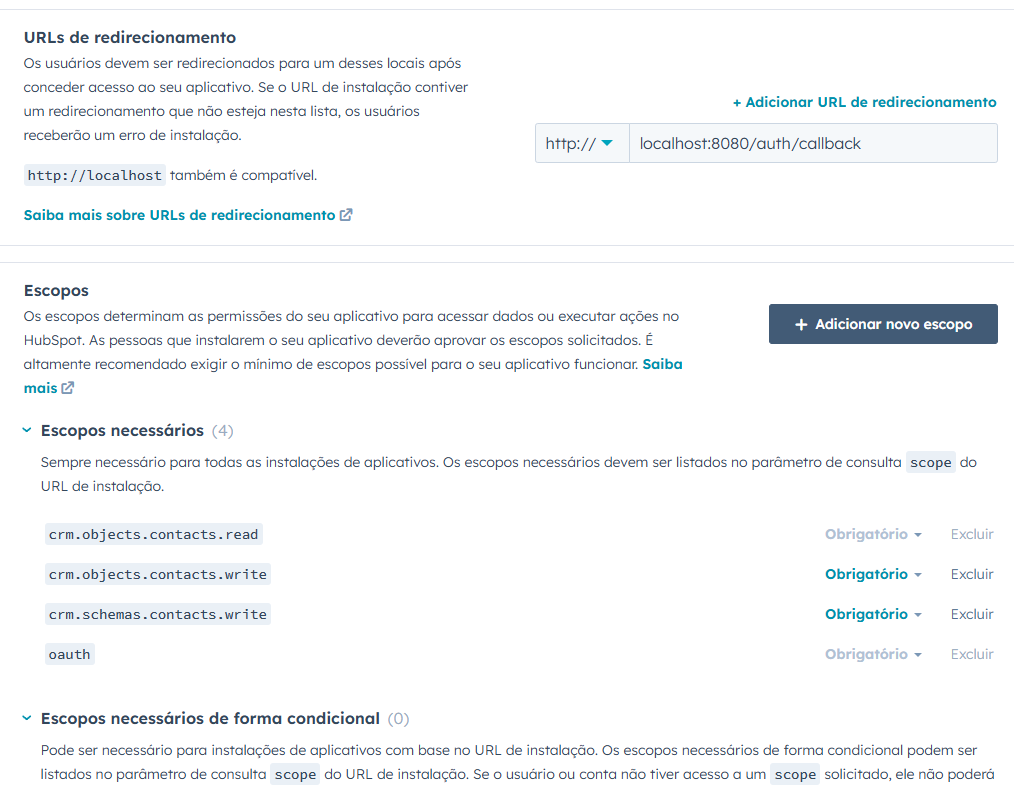 URLs de redirecionamento
Os usuários devem ser redirecionados para um desses locais após
conceder acesso ao seu aplicativo. Se o URL de instalação contiver
um redirecionamento que não esteja nesta lista, os usuários
receberão um erro de instalação.
http://localhost também é compatível.
Saiba mais sobre URLs de redirecionamento
+ Adicionar URL de redirecionamento
http:// localhost:8080/auth/callback
Escopos
Os escopos determinam as permissões do seu aplicativo para acessar dados ou executar ações no
HubSpot. As pessoas que instalarem o seu aplicativo deverão aprovar os escopos solicitados. É
altamente recomendado exigir o mínimo de escopos possível para o seu aplicativo funcionar. Saiba
mais
+ Adicionar novo escopo
Escopos necessários (4)
Sempre necessário para todas as instalações de aplicativos. Os escopos necessários devem ser listados no parâmetro de consulta scope do
URL de instalação.
crm.objects.contacts.read Obrigatório Excluir
crm.objects.contacts.write Obrigatório Excluir
crm.schemas.contacts.write Obrigatório Excluir
oauth Obrigatório Excluir
Escopos necessários de forma condicional (0)
Pode ser necessário para instalações de aplicativos com base no URL de instalação. Os escopos necessários de forma condicional podem ser
listados no parâmetro de consulta scope do URL de instalação. Se o usuário ou conta não tiver acesso a um scope solicitado, ele não poderá